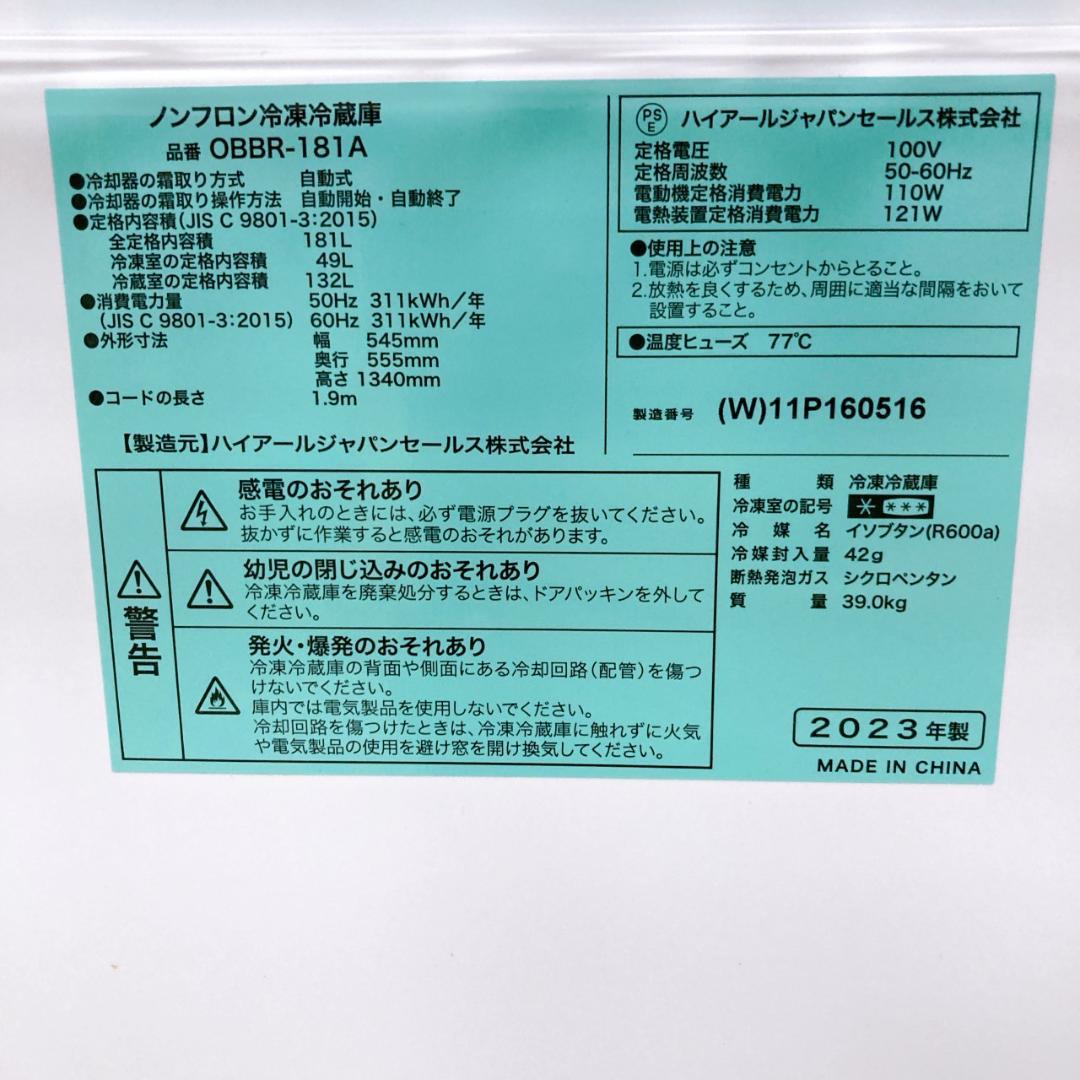 ノンフロン冷凍冷蔵庫
品番 OBBR-181A
●冷却器の霜取り方式 自動式
●冷却器の霜取り操作方法 自動開始・自動終了
●定格内容積(JIS C 9801-3:2015)
全定格内容積 181L
冷凍室の定格内容積 49L
冷蔵室の定格内容積 132L
●消費電力量 50Hz 311kWh/年
(JIS C 9801-3:2015) 60Hz 311kWh/年
●外形寸法 幅 545mm
奥行 555mm
高さ 1340mm
●コードの長さ 1.9m
【製造元】ハイアールジャパンセールス株式会社
PSE ハイアールジャパンセールス株式会社
定格電圧 100V
定格周波数 50-60Hz
電動機定格消費電力 110W
電熱装置定格消費電力 121W
●使用上の注意
1.電源は必ずコンセントからとること。
2.放熱を良くするため、周囲に適当な間隔をおいて
設置すること。
●温度ヒューズ 77℃
製造番号 (W)11P160516
警告
感電のおそれあり
お手入れのときには、必ず電源プラグを抜いてください。
抜かずに作業すると感電のおそれがあります。
幼児の閉じ込みのおそれあり
冷凍冷蔵庫を廃棄処分するときは、ドアパッキンを外して
ください。
発火・爆発のおそれあり
冷凍冷蔵庫の背面や側面にある冷却回路(配管)を傷つ
けないでください。
庫内では電気製品を使用しないでください。
冷却回路を傷つけたときは、冷凍冷蔵庫に触れずに火気
や電気製品の使用を避け窓を開け換気してください。
種類 冷凍冷蔵庫
冷凍室の記号 * ***
冷媒名 イソブタン(R600a)
冷媒封入量 42g
断熱発泡ガス シクロペンタン
質量 39.0kg
2023年製
MADE IN CHINA